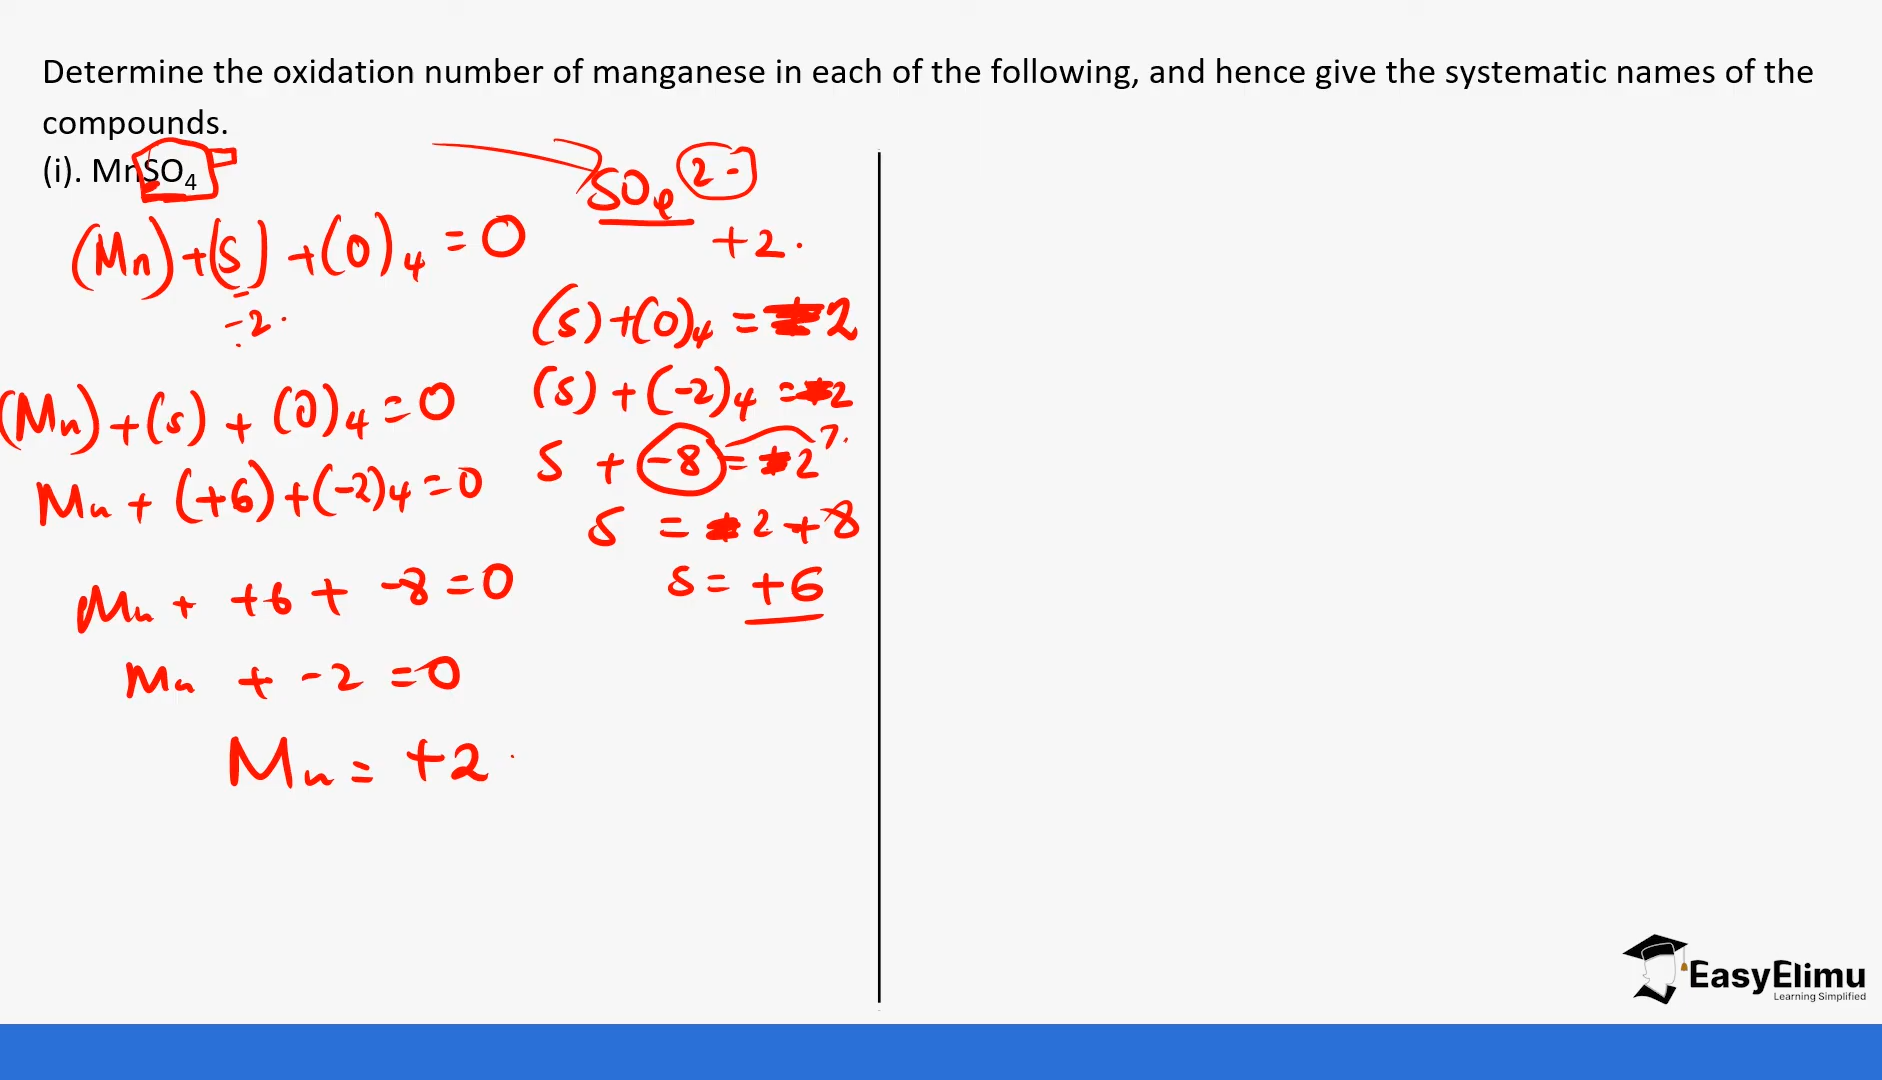 Determine the oxidation number of manganese in each of the following, and hence give the systematic names of the
compounds.
(i). MnSO₄
(Mn)+(S)+(O)₄=0
-2.
(Mn)+(s)+(O)₄=0
Mn+(+6)+(-2)₄=0
Mn + +6 + -8=0
Mn + -2 =0
Mn = +2
SO₄ 2-
+2.
(s)+(O)₄ = 2
(s)+(-2)₄ = 2
S + -8 = 2
S = 2+8
s = +6
EasyElimu
Learning Simplified